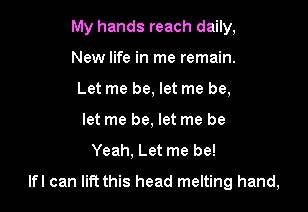 My hands reach daily,
New life in me remain.
Let me be, let me be,
let me be, let me be
Yeah, Let me be!
If I can lift this head melting hand,